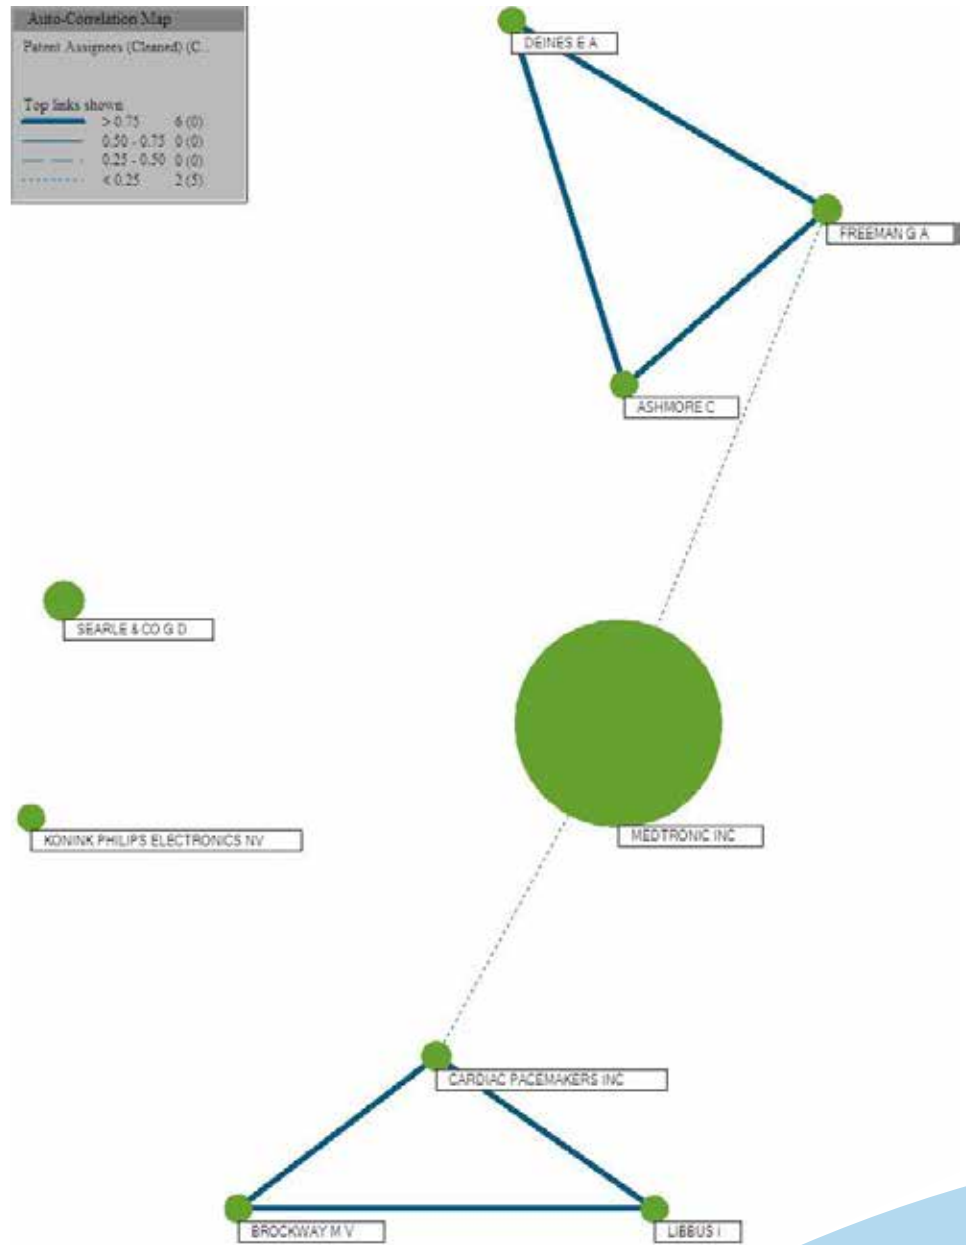 Auto-Correlation Map
Patent Assignees (Cleaned) (C...
Top links shown
> 0.75 6 (0)
0.50 - 0.75 0 (0)
0.25 - 0.50 0 (0)
< 0.25 2 (5)
DEINES E A
FREEMAN G A
ASHMORE C
SEARLE & CO G D
MEDTRONIC INC
KONINK PHILIPS ELECTRONICS NV
CARDIAC PACEMAKERS INC
BROCKWAY M V
LIBBUS I